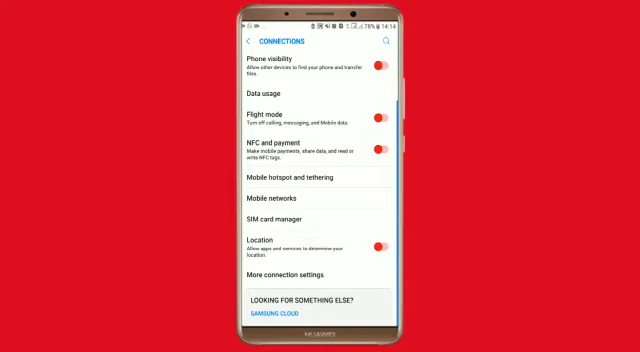 78% 14:16
CONNECTIONS
Phone visibility
Allow other devices to find your phone and transfer
files.
Data usage
Flight mode
Turn off calling, messaging, and Mobile data.
NFC and payment
Make mobile payments, share data, and read or
write NFC tags.
Mobile hotspot and tethering
Mobile networks
SIM card manager
Location
Allow apps and services to determine your
location.
More connection settings
LOOKING FOR SOMETHING ELSE?
SAMSUNG CLOUD
HUAWEI